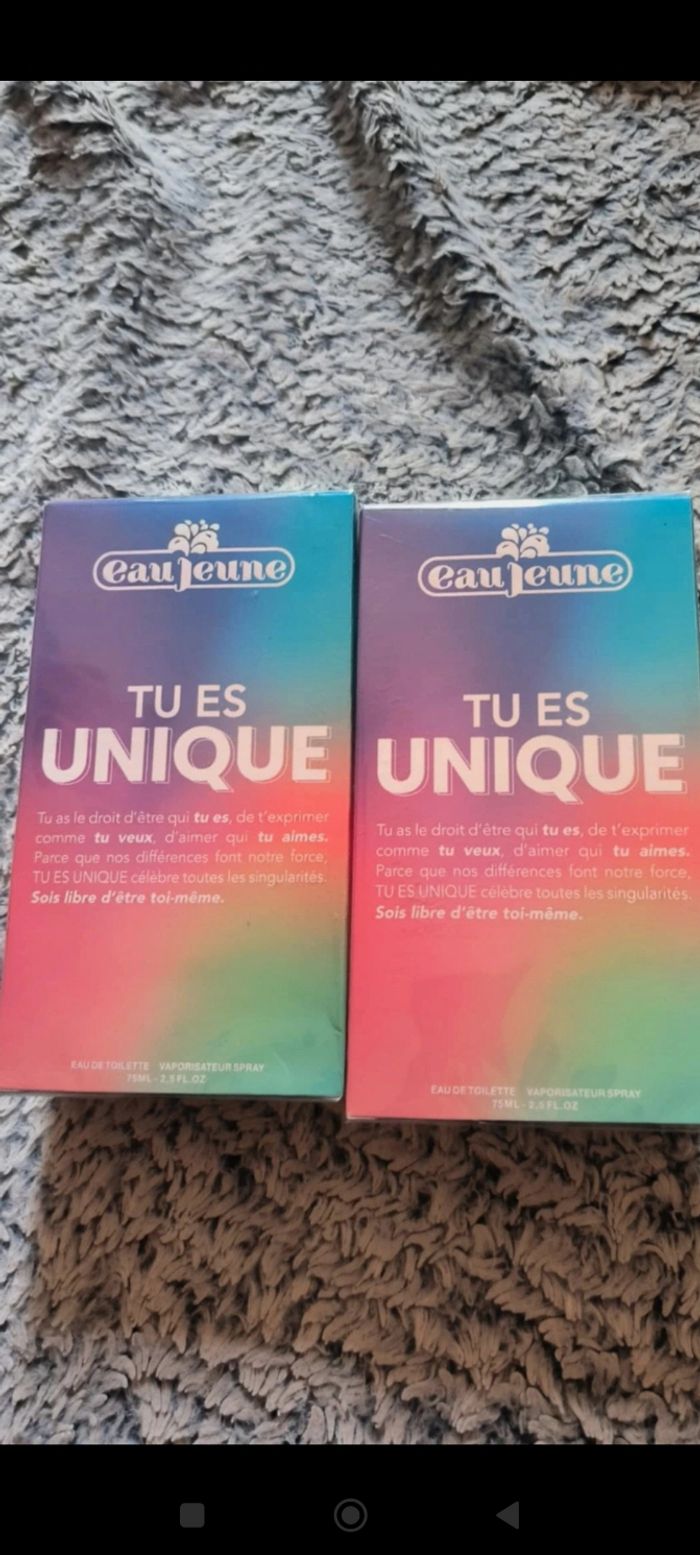 eau jeune
TU ES
UNIQUE
Tu as le droit d'être qui tu es, de t'exprimer
comme tu veux, d'aimer qui tu aimes.
Parce que nos différences font notre force,
TU ES UNIQUE célèbre toutes les singularités.
Sois libre d'être toi-même.
EAU DE TOILETTE VAPORISATEUR SPRAY
75ML - 2,5 FL.OZ
eau jeune
TU ES
UNIQUE
Tu as le droit d'être qui tu es, de t'exprimer
comme tu veux, d'aimer qui tu aimes.
Parce que nos différences font notre force,
TU ES UNIQUE célèbre toutes les singularités.
Sois libre d'être toi-même.
EAU DE TOILETTE VAPORISATEUR SPRAY
75ML - 2,5 FL.OZ